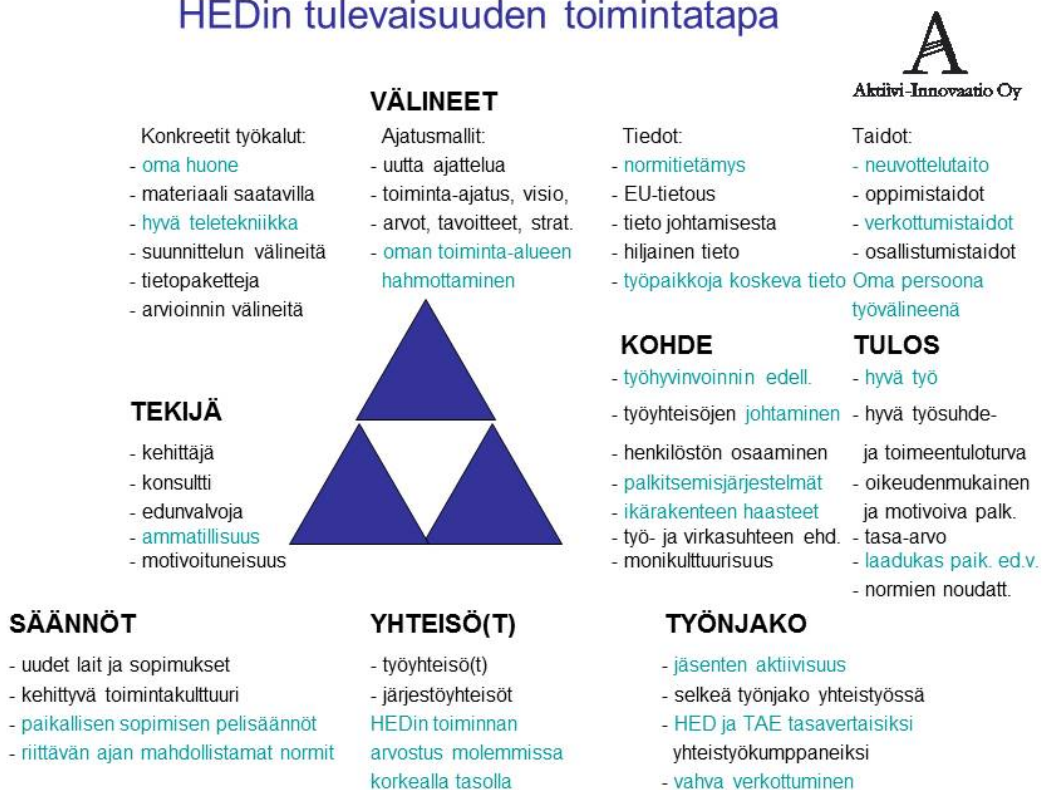 HEDin tulevaisuuden toimintatapa
Aktiivi-Innovaatio Oy
VÄLINEET
Konkreetit työkalut:
- oma huone
- materiaali saatavilla
- hyvä teletekniikka
- suunnittelun välineitä
- tietopaketteja
- arvioinnin välineitä
Ajatusmallit:
- uutta ajattelua
- toiminta-ajatus, visio,
- arvot, tavoitteet, strat.
- oman toiminta-alueen
hahmottaminen
Tiedot:
- normitietämys
- EU-tietous
- tieto johtamisesta
- hiljainen tieto
- työpaikkoja koskeva tieto
Taidot:
- neuvottelutaito
- oppimistaidot
- verkottumistaidot
- osallistumistaidot
Oma persoona
työvälineenä
TEKIJÄ
- kehittäjä
- konsultti
- edunvalvoja
- ammatillisuus
- motivoituneisuus
KOHDE
- työhyvinvoinnin edell.
- työyhteisöjen johtaminen
- henkilöstön osaaminen
- palkitsemisjärjestelmät
- ikärakenteen haasteet
- työ- ja virkasuhteen ehd.
- monikulttuurisuus
TULOS
- hyvä työ
- hyvä työsuhde-
ja toimeentuloturva
- oikeudenmukainen
ja motivoiva palk.
- tasa-arvo
- laadukas paik. ed.v.
- normien noudatt.
SÄÄNNÖT
- uudet lait ja sopimukset
- kehittyvä toimintakulttuuri
- paikallisen sopimisen pelisäännöt
- riittävän ajan mahdollistamat normit
YHTEISÖ(T)
- työyhteisö(t)
- järjestöyhteisöt
HEDin toiminnan
arvostus molemmissa
korkealla tasolla
TYÖNJAKO
- jäsenten aktiivisuus
- selkeä työnjako yhteistyössä
- HED ja TAE tasavertaisiksi
yhteistyökumppaneiksi
- vahva verkottuminen